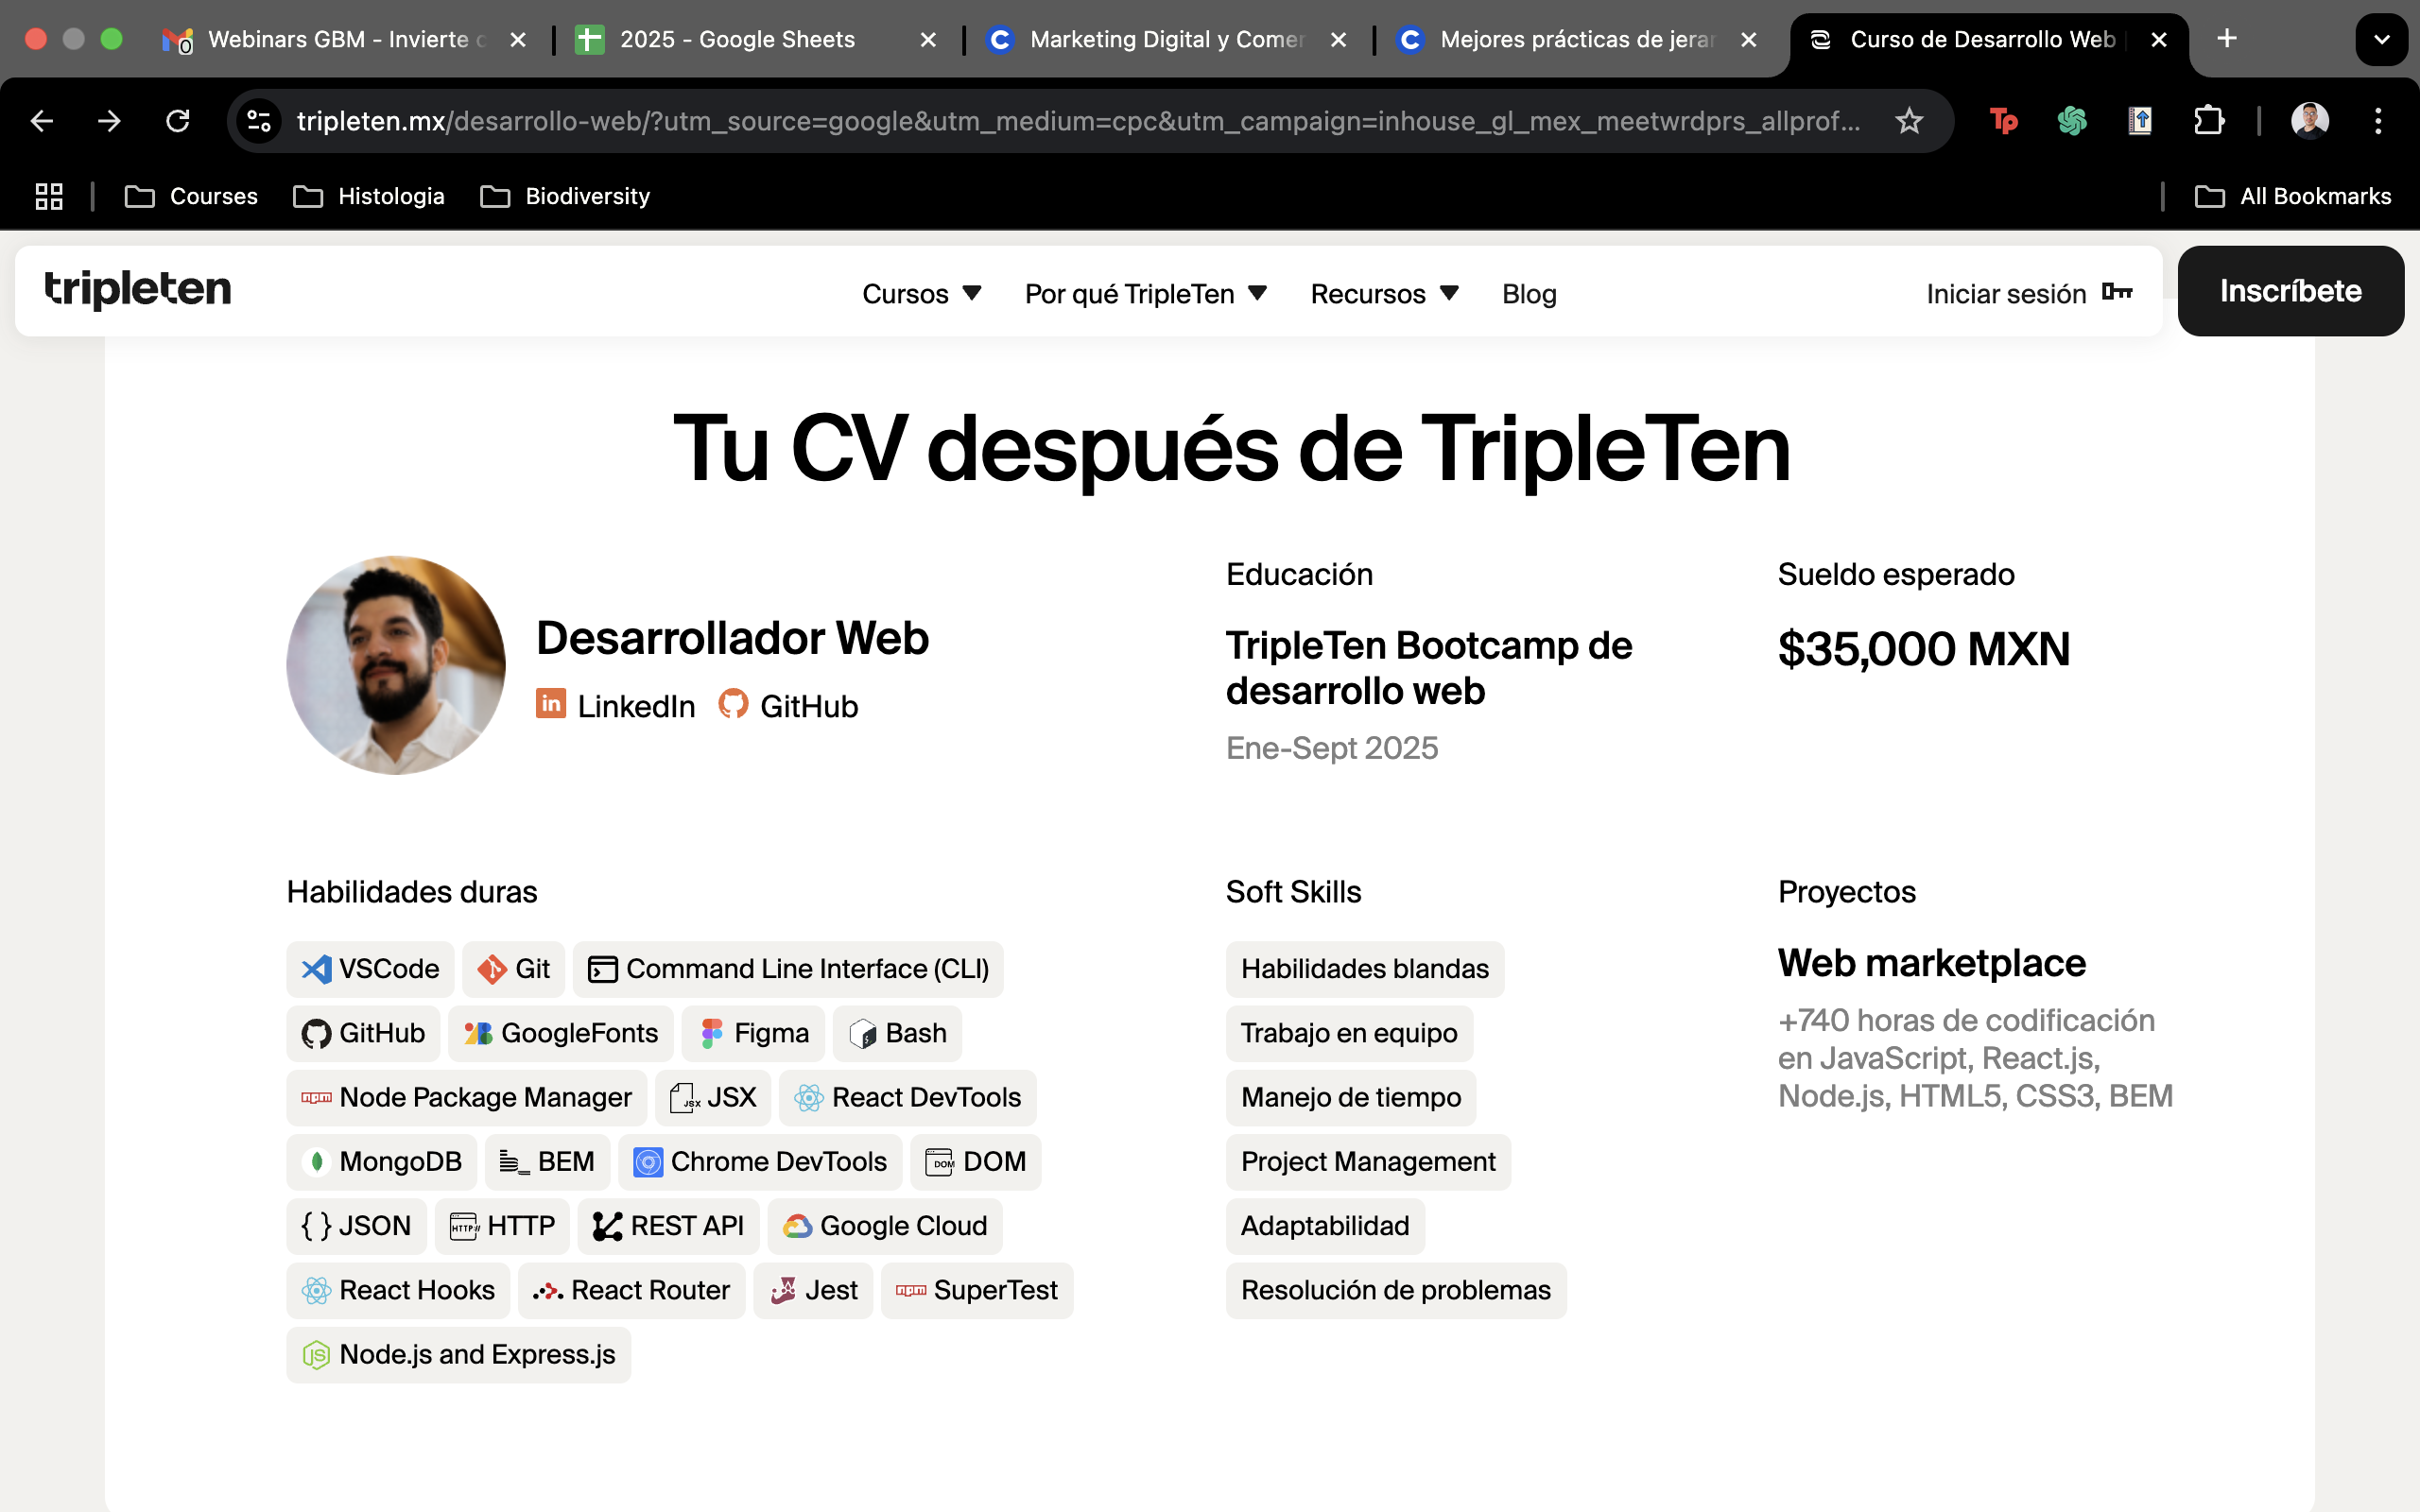 Webinars GBM - Invierte
2025 - Google Sheets
Marketing Digital y Comer
Mejores prácticas de jerar
Curso de Desarrollo Web
tripleten.mx/desarrollo-web/?utm_source=google&utm_medium=cpc&utm_campaign=inhouse_gl_mex_meetwrdprs_allprof...
Tp
Courses
Histologia
Biodiversity
All Bookmarks
tripleten
Cursos
Por qué TripleTen
Recursos
Blog
Iniciar sesión
Inscríbete
Tu CV después de TripleTen
Desarrollador Web
in LinkedIn GitHub
Educación
TripleTen Bootcamp de
desarrollo web
Ene-Sept 2025
Sueldo esperado
$35,000 MXN
Habilidades duras
VSCode Git Command Line Interface (CLI)
GitHub GoogleFonts Figma Bash
Node Package Manager JSX JSX React DevTools
MongoDB BEM Chrome DevTools DOM DOM
{ } JSON HTTP:// HTTP REST API Google Cloud
React Hooks React Router Jest npm SuperTest
JS Node.js and Express.js
Soft Skills
Habilidades blandas
Trabajo en equipo
Manejo de tiempo
Project Management
Adaptabilidad
Resolución de problemas
Proyectos
Web marketplace
+740 horas de codificación
en JavaScript, React.js,
Node.js, HTML5, CSS3, BEM